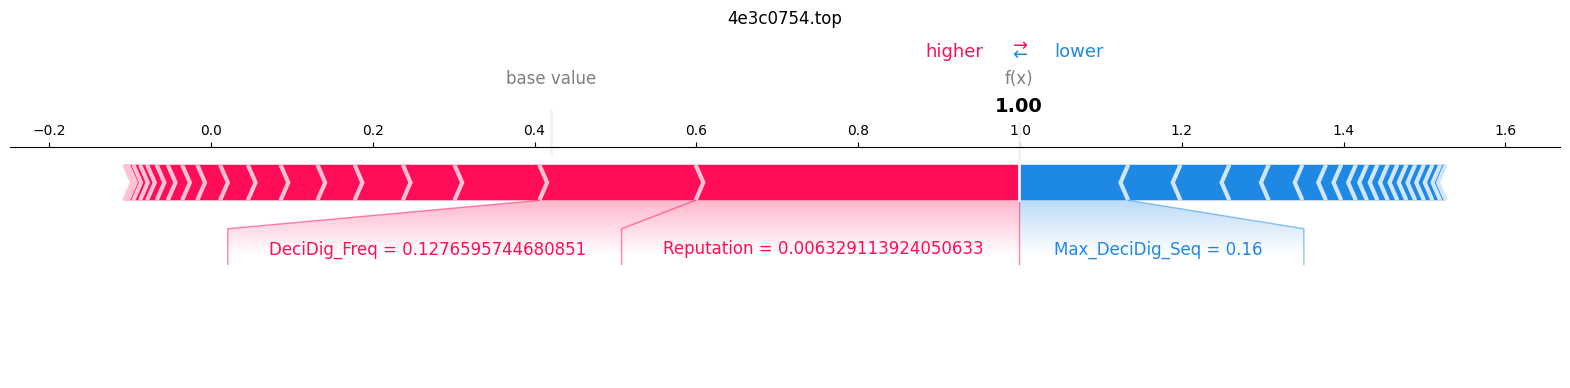 4e3c0754.top
higher ⇄ lower
base value f(x)
1.00
−0.2 0.0 0.2 0.4 0.6 0.8 1.0 1.2 1.4 1.6
DeciDig_Freq = 0.1276595744680851 Reputation = 0.006329113924050633 Max_DeciDig_Seq = 0.16